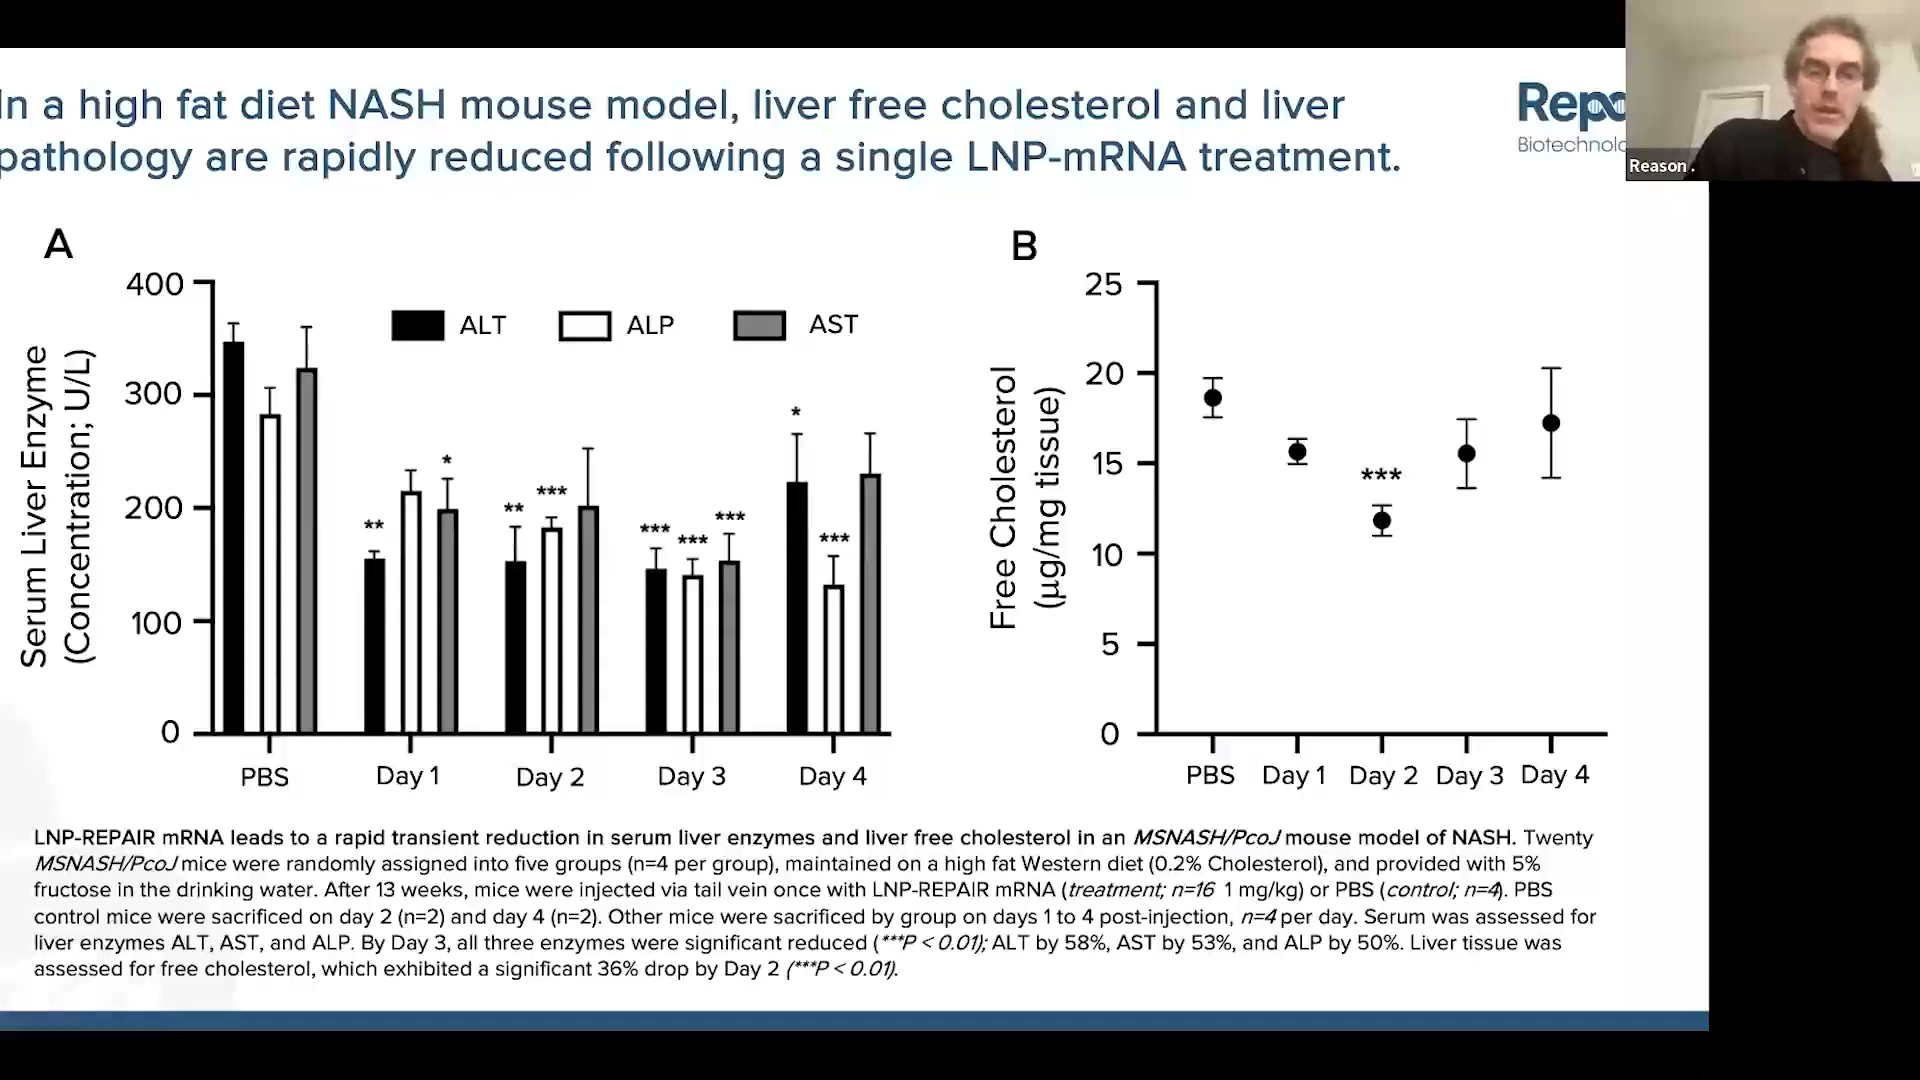 In a high fat diet NASH mouse model, liver free cholesterol and liver
pathology are rapidly reduced following a single LNP-mRNA treatment.
Repa
Biotechnolo
Reason .
A
400
300
200
100
0
Serum Liver Enzyme
(Concentration; U/L)
ALT
ALP
AST
**
*
**
***
***
***
***
*
***
PBS
Day 1
Day 2
Day 3
Day 4
B
25
20
15
10
5
0
Free Cholesterol
(µg/mg tissue)
***
PBS
Day 1
Day 2
Day 3
Day 4
LNP-REPAIR mRNA leads to a rapid transient reduction in serum liver enzymes and liver free cholesterol in an MSNASH/PcoJ mouse model of NASH. Twenty
MSNASH/PcoJ mice were randomly assigned into five groups (n=4 per group), maintained on a high fat Western diet (0.2% Cholesterol), and provided with 5%
fructose in the drinking water. After 13 weeks, mice were injected via tail vein once with LNP-REPAIR mRNA (treatment; n=16 1 mg/kg) or PBS (control; n=4). PBS
control mice were sacrificed on day 2 (n=2) and day 4 (n=2). Other mice were sacrificed by group on days 1 to 4 post-injection, n=4 per day. Serum was assessed for
liver enzymes ALT, AST, and ALP. By Day 3, all three enzymes were significant reduced (***P < 0.01); ALT by 58%, AST by 53%, and ALP by 50%. Liver tissue was
assessed for free cholesterol, which exhibited a significant 36% drop by Day 2 (***P < 0.01).